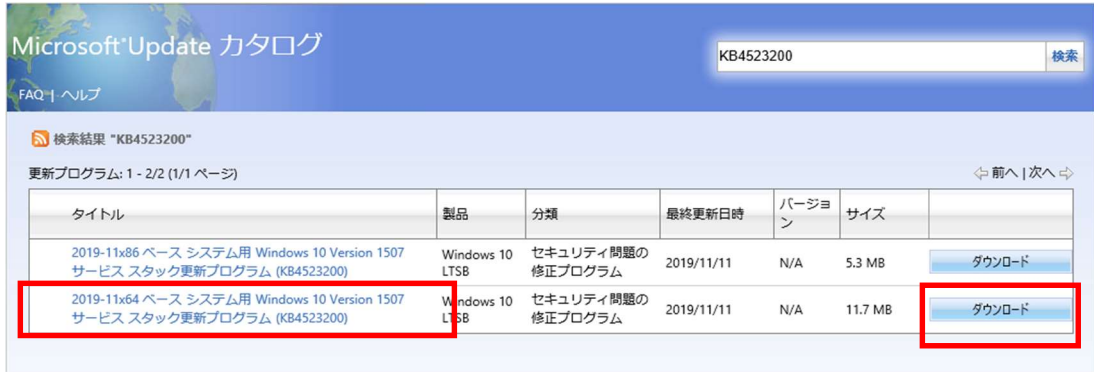 Microsoft Update カタログ
KB4523200
検索
FAQ | ヘルプ
検索結果 "KB4523200"
更新プログラム: 1 - 2/2 (1/1 ページ)
前へ | 次へ
タイトル 製品 分類 最終更新日時 バージョン サイズ
2019-11x86 ベース システム用 Windows 10 Version 1507
サービス スタック更新プログラム (KB4523200)
Windows 10
LTSB
セキュリティ問題の
修正プログラム
2019/11/11 N/A 5.3 MB ダウンロード
2019-11x64 ベース システム用 Windows 10 Version 1507
サービス スタック更新プログラム (KB4523200)
Windows 10
LTSB
セキュリティ問題の
修正プログラム
2019/11/11 N/A 11.7 MB ダウンロード